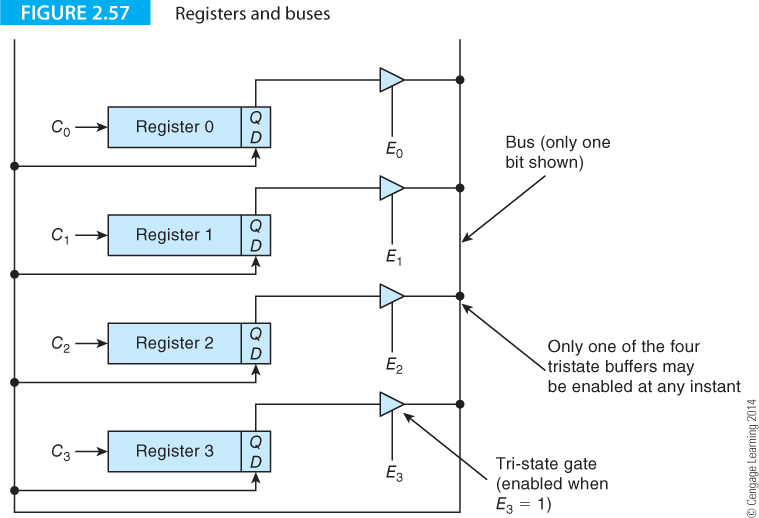 FIGURE 2.57 Registers and buses
C0 Register 0 Q
D
E0
Bus (only one
bit shown)
C1 Register 1 Q
D
E1
C2 Register 2 Q
D
E2
Only one of the four
tristate buffers may
be enabled at any instant
C3 Register 3 Q
D
E3
Tri-state gate
(enabled when
E3 = 1)
© Cengage Learning 2014